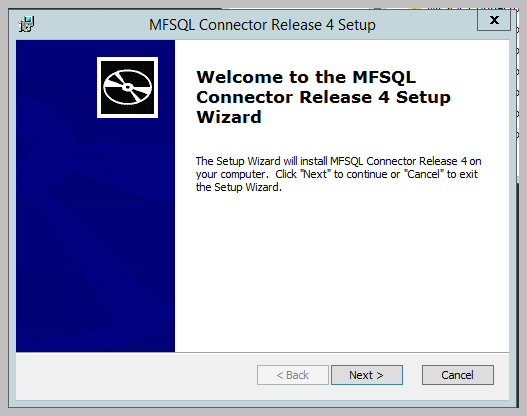 MFSQL Connector Release 4 Setup
X
Welcome to the MFSQL
Connector Release 4 Setup
Wizard
The Setup Wizard will install MFSQL Connector Release 4 on
your computer. Click "Next" to continue or "Cancel" to exit
the Setup Wizard.
< Back
Next >
Cancel